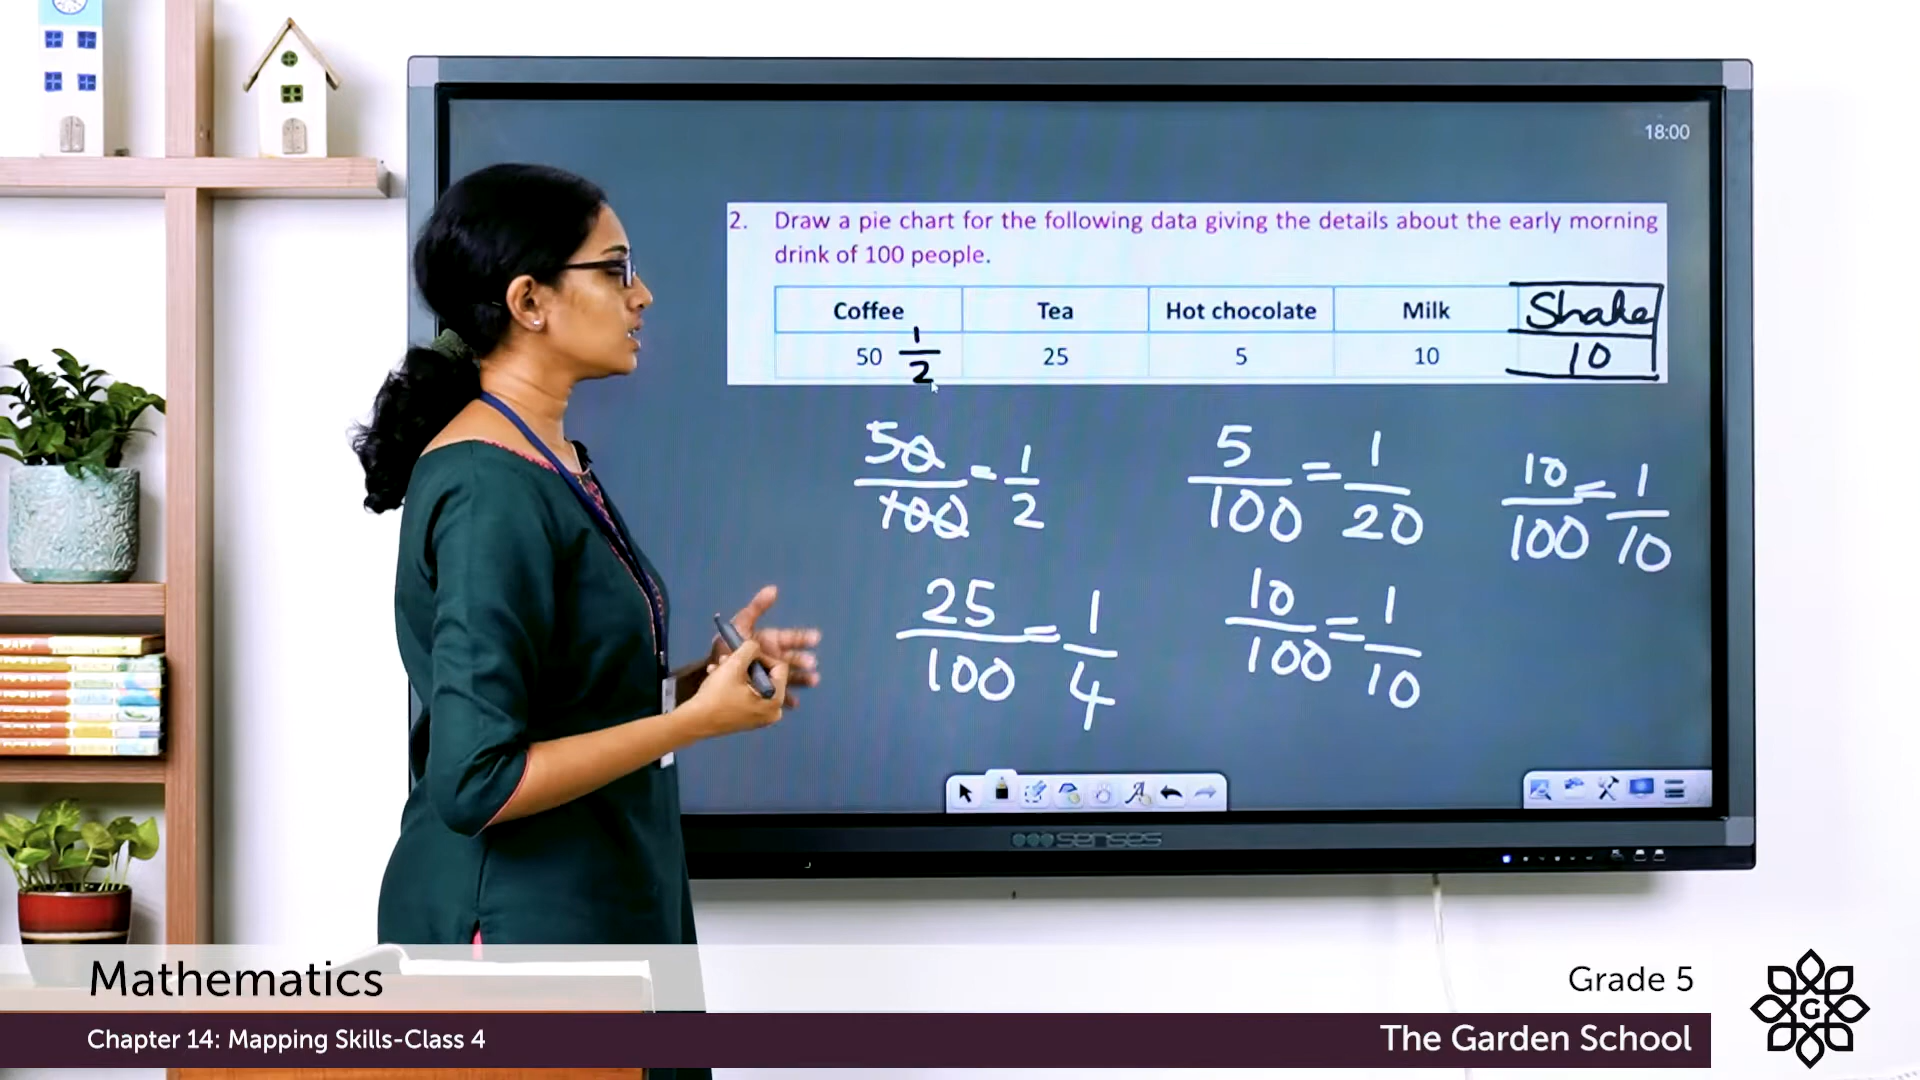 18:00
2. Draw a pie chart for the following data giving the details about the early morning
drink of 100 people.
Coffee Tea Hot chocolate Milk Shake
50 1/2 25 5 10 10
50/100 = 1/2
5/100 = 1/20
10/100 = 1/10
25/100 = 1/4
10/100 = 1/10
senses
Mathematics
Grade 5
Chapter 14: Mapping Skills-Class 4
The Garden School
G